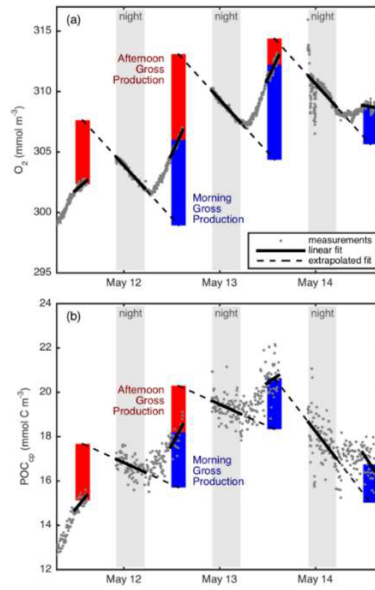 (a)
night
night
night
315
310
305
300
295
O₂ (mmol m⁻³)
Afternoon
Gross
Production
Morning
Gross
Production
measurements
linear fit
extrapolated fit
May 12
May 13
May 14
(b)
night
night
night
24
22
20
18
16
14
12
POCcp (mmol C m⁻³)
Afternoon
Gross
Production
Morning
Gross
Production
May 12
May 13
May 14